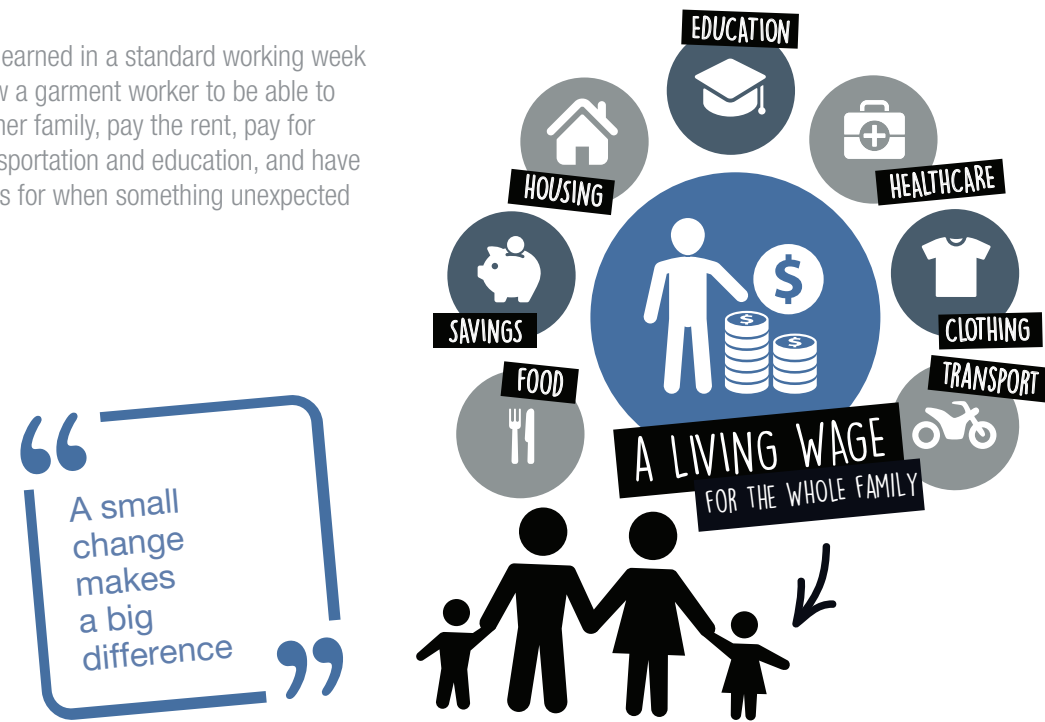 earned in a standard working week
a garment worker to be able to
family, pay the rent, pay for
and education, and have
for when something unexpected
EDUCATION
HOUSING
HEALTHCARE
SAVINGS
$
$
$
CLOTHING
FOOD
TRANSPORT
A LIVING WAGE
FOR THE WHOLE FAMILY
“
A small
change
makes
a big
difference
”